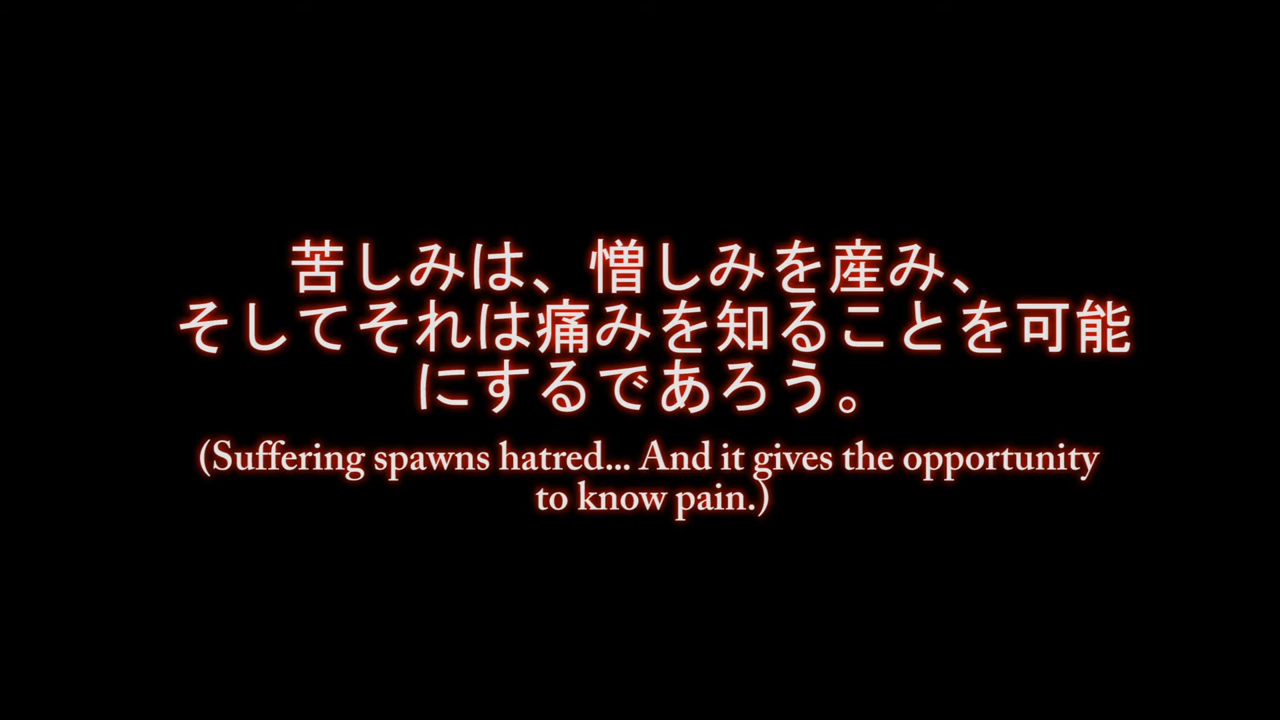 苦しみは、憎しみを産み、
そしてそれは痛みを知ることを可能
にするであろう。
(Suffering spawns hatred... And it gives the opportunity
to know pain.)